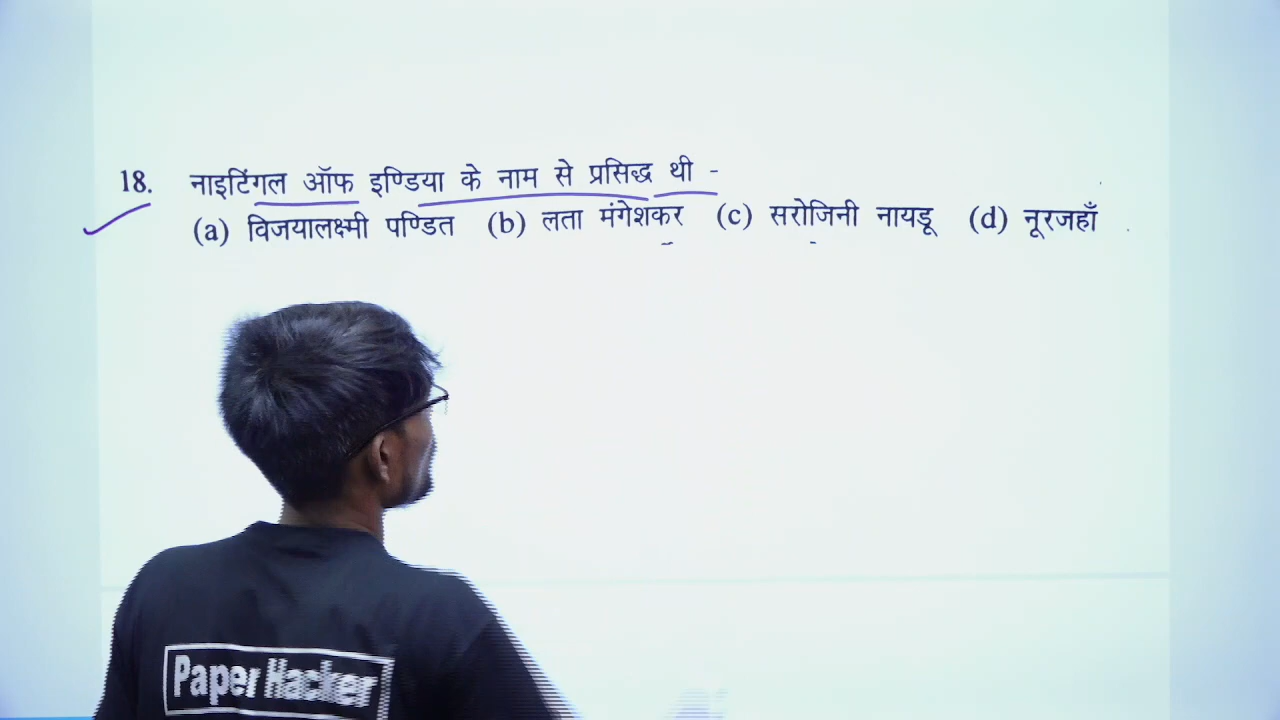 18. नाइटिंगल ऑफ इण्डिया के नाम से प्रसिद्ध थी -
(a) विजयालक्ष्मी पण्डित (b) लता मंगेशकर (c) सरोजिनी नायडू (d) नूरजहाँ
Paper Hacker